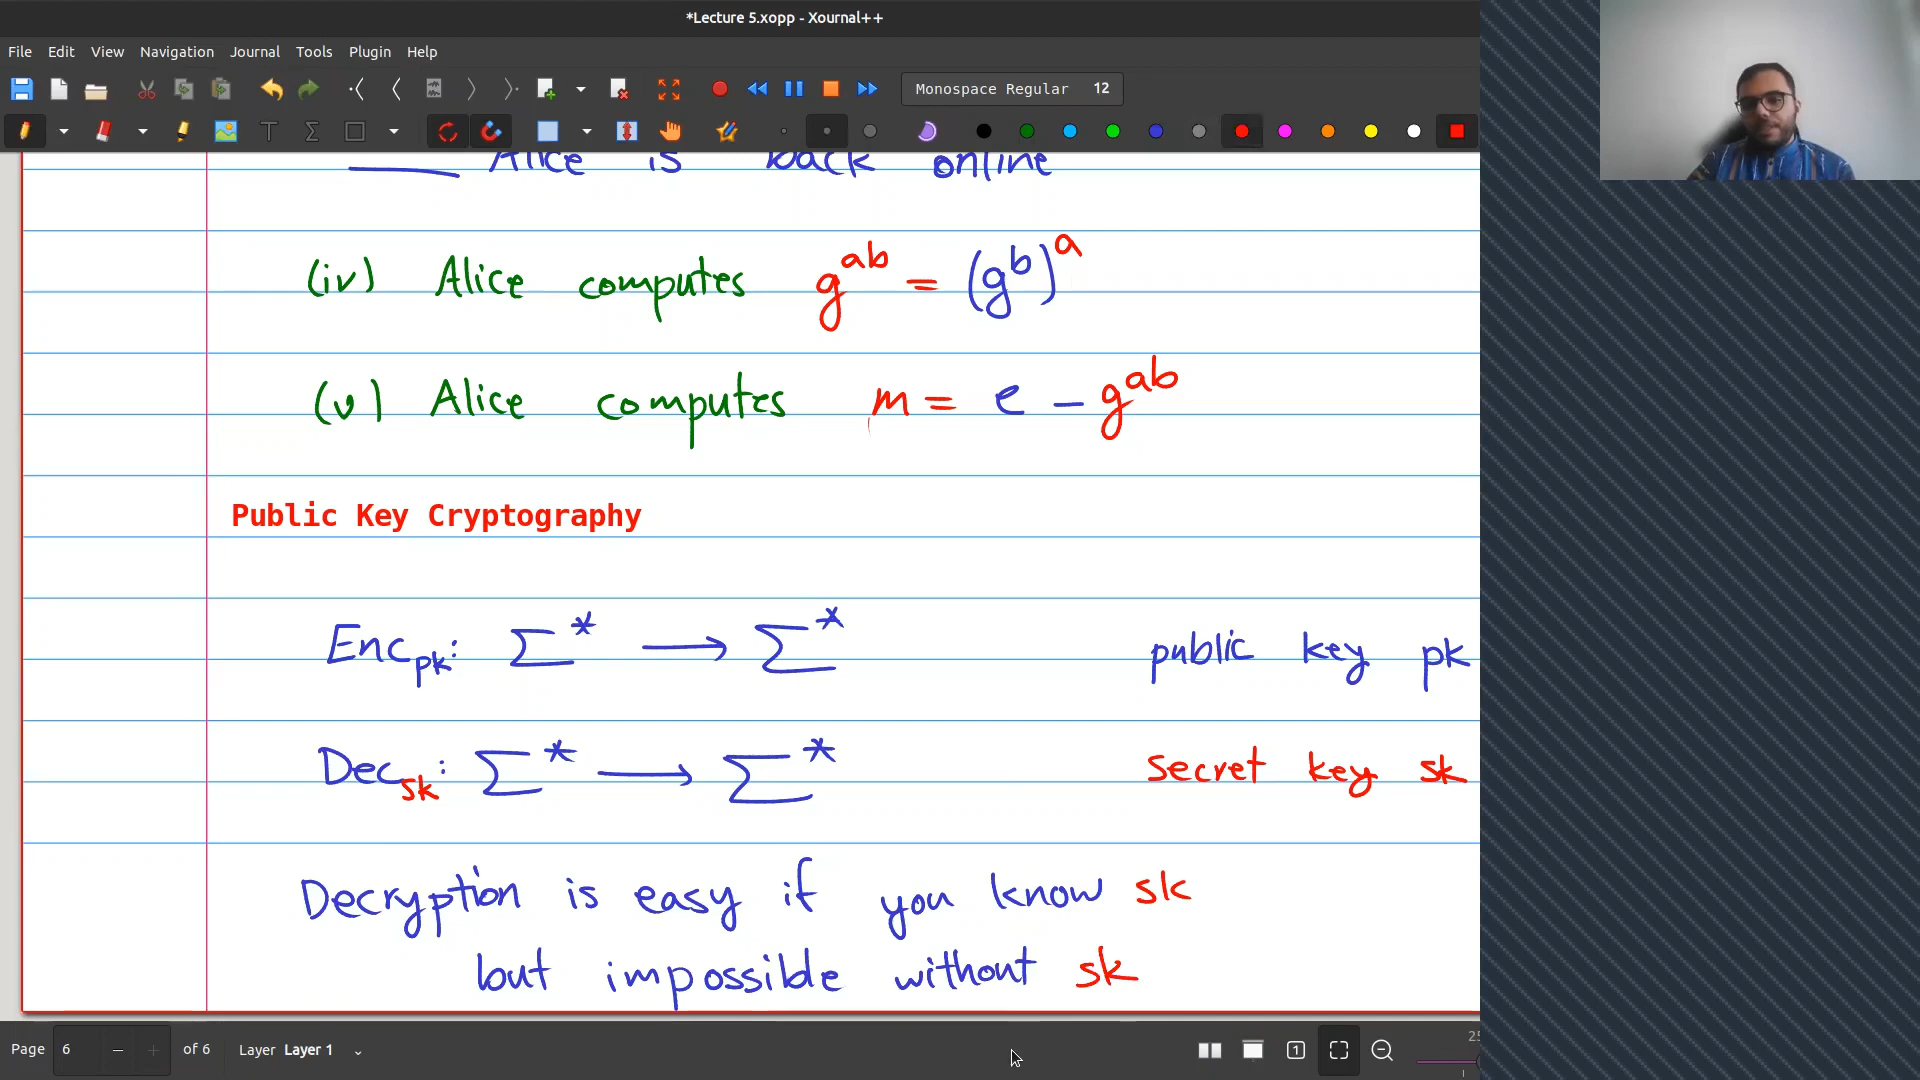 *Lecture 5.xopp - Xournal++
File Edit View Navigation Journal Tools Plugin Help
Monospace Regular 12
Alice is back online
(iv) Alice computes g^ab = (g^b)^a
(v) Alice computes m = e - g^ab
Public Key Cryptography
Enc_pk: Σ* → Σ* public key pk
Dec_sk: Σ* → Σ* secret key sk
Decryption is easy if you know sk
but impossible without sk
Page 6 of 6 Layer Layer 1